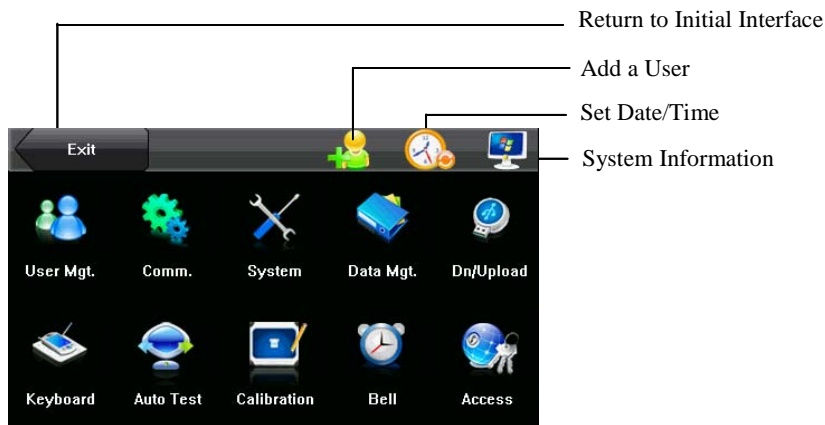 Return to Initial Interface
Add a User
Set Date/Time
Exit
System Information
User Mgt. Comm. System Data Mgt. Dn/Upload
Keyboard Auto Test Calibration Bell Access